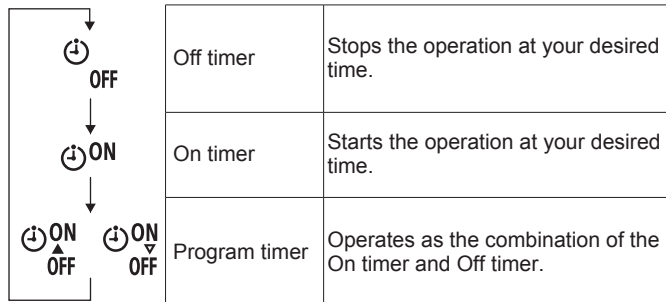 OFF
Off timer
Stops the operation at your desired
time.
ON
On timer
Starts the operation at your desired
time.
ON
▲
OFF
ON
▽
OFF
Program timer
Operates as the combination of the
On timer and Off timer.